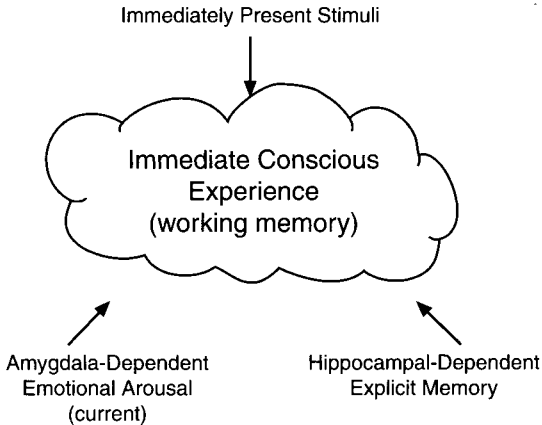 Immediately Present Stimuli
Immediate Conscious
Experience
(working memory)
Amygdala-Dependent
Emotional Arousal
(current)
Hippocampal-Dependent
Explicit Memory